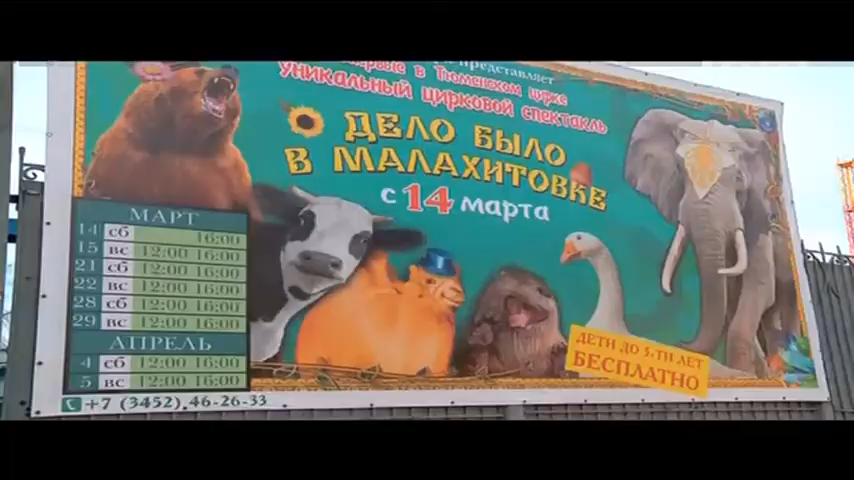 представляет
в Тюменском цирке
уникальный цирковой спектакль
ДЕЛО БЫЛО
В МАЛАХИТОВКЕ
с 14 марта
МАРТ
14 сб 16:00
15 вс 12:00 16:00
21 сб 12:00 16:00
22 вс 12:00 16:00
28 сб 12:00 16:00
29 вс 12:00 16:00
АПРЕЛЬ
4 сб 12:00 16:00
5 вс 12:00 16:00
+7 (3452) 46-26-33
ДЕТИ ДО 5-ТИ ЛЕТ
БЕСПЛАТНО